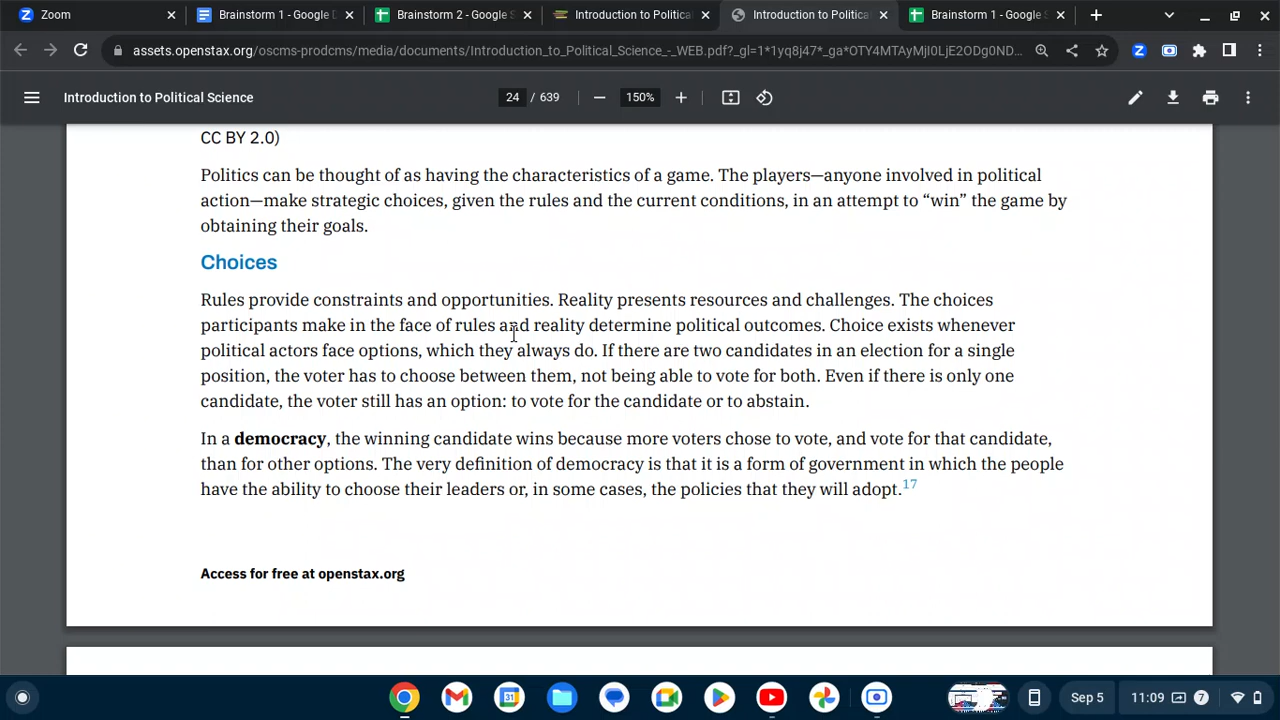 Zoom
Brainstorm 1 - Google D
Brainstorm 2 - Google S
Introduction to Political
Introduction to Political
Brainstorm 1 - Google S
assets.openstax.org/oscms-prodcms/media/documents/Introduction_to_Political_Science_-_WEB.pdf?_gl=1*1yq8j47*_ga*OTY4MTAyMjI0LjE2ODg0ND...
Introduction to Political Science
24 / 639
150%
CC BY 2.0)
Politics can be thought of as having the characteristics of a game. The players—anyone involved in political
action—make strategic choices, given the rules and the current conditions, in an attempt to “win” the game by
obtaining their goals.
Choices
Rules provide constraints and opportunities. Reality presents resources and challenges. The choices
participants make in the face of rules and reality determine political outcomes. Choice exists whenever
political actors face options, which they always do. If there are two candidates in an election for a single
position, the voter has to choose between them, not being able to vote for both. Even if there is only one
candidate, the voter still has an option: to vote for the candidate or to abstain.
In a democracy, the winning candidate wins because more voters chose to vote, and vote for that candidate,
than for other options. The very definition of democracy is that it is a form of government in which the people
have the ability to choose their leaders or, in some cases, the policies that they will adopt.17
Access for free at openstax.org
31
Sep 5
11:09
7